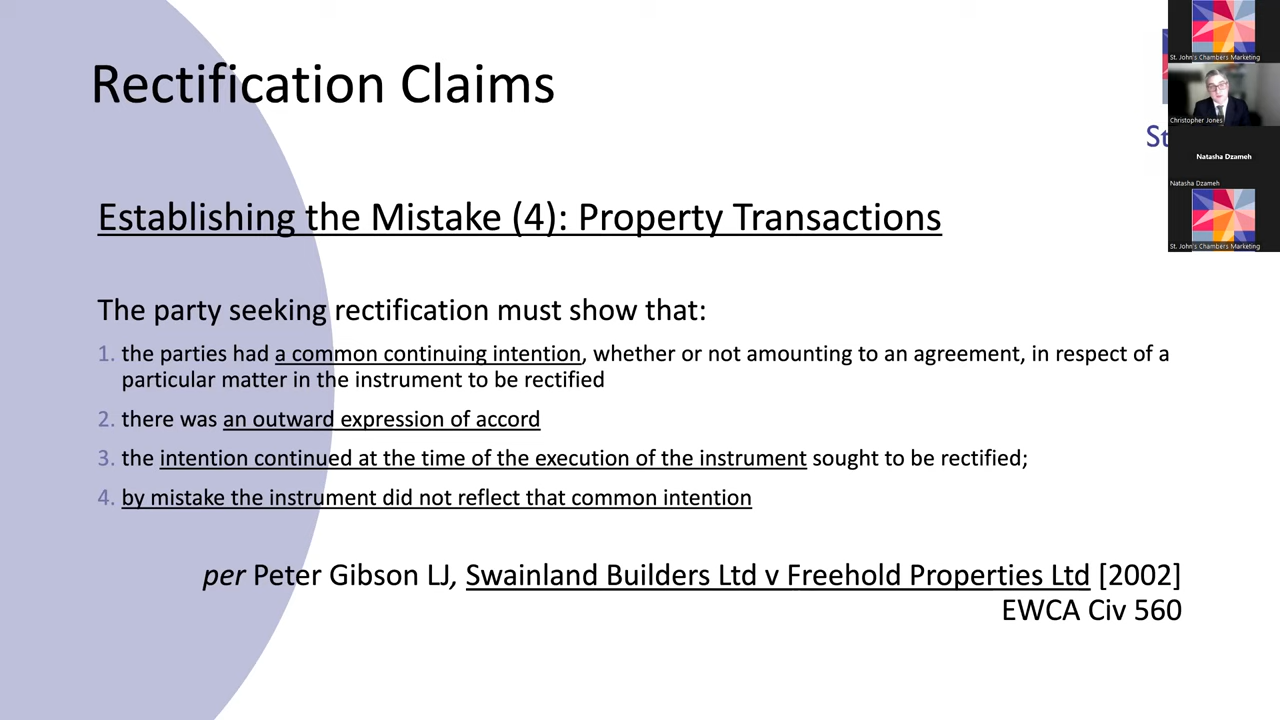 Rectification Claims
Establishing the Mistake (4): Property Transactions
The party seeking rectification must show that:
1. the parties had a common continuing intention, whether or not amounting to an agreement, in respect of a
particular matter in the instrument to be rectified
2. there was an outward expression of accord
3. the intention continued at the time of the execution of the instrument sought to be rectified;
4. by mistake the instrument did not reflect that common intention
per Peter Gibson LJ, Swainland Builders Ltd v Freehold Properties Ltd [2002]
EWCA Civ 560
St. John's Chambers Marketing
Christopher Jones
St
Natasha Dzameh
Natasha Dzameh
St. John's Chambers Marketing